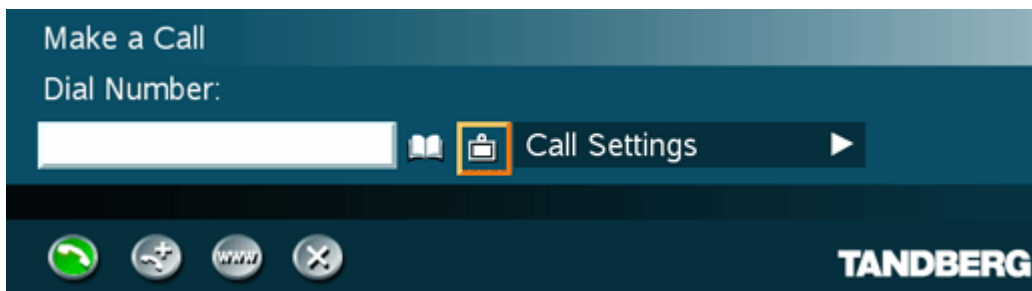 Make a Call
Dial Number:
Call Settings
www
TANDBERG